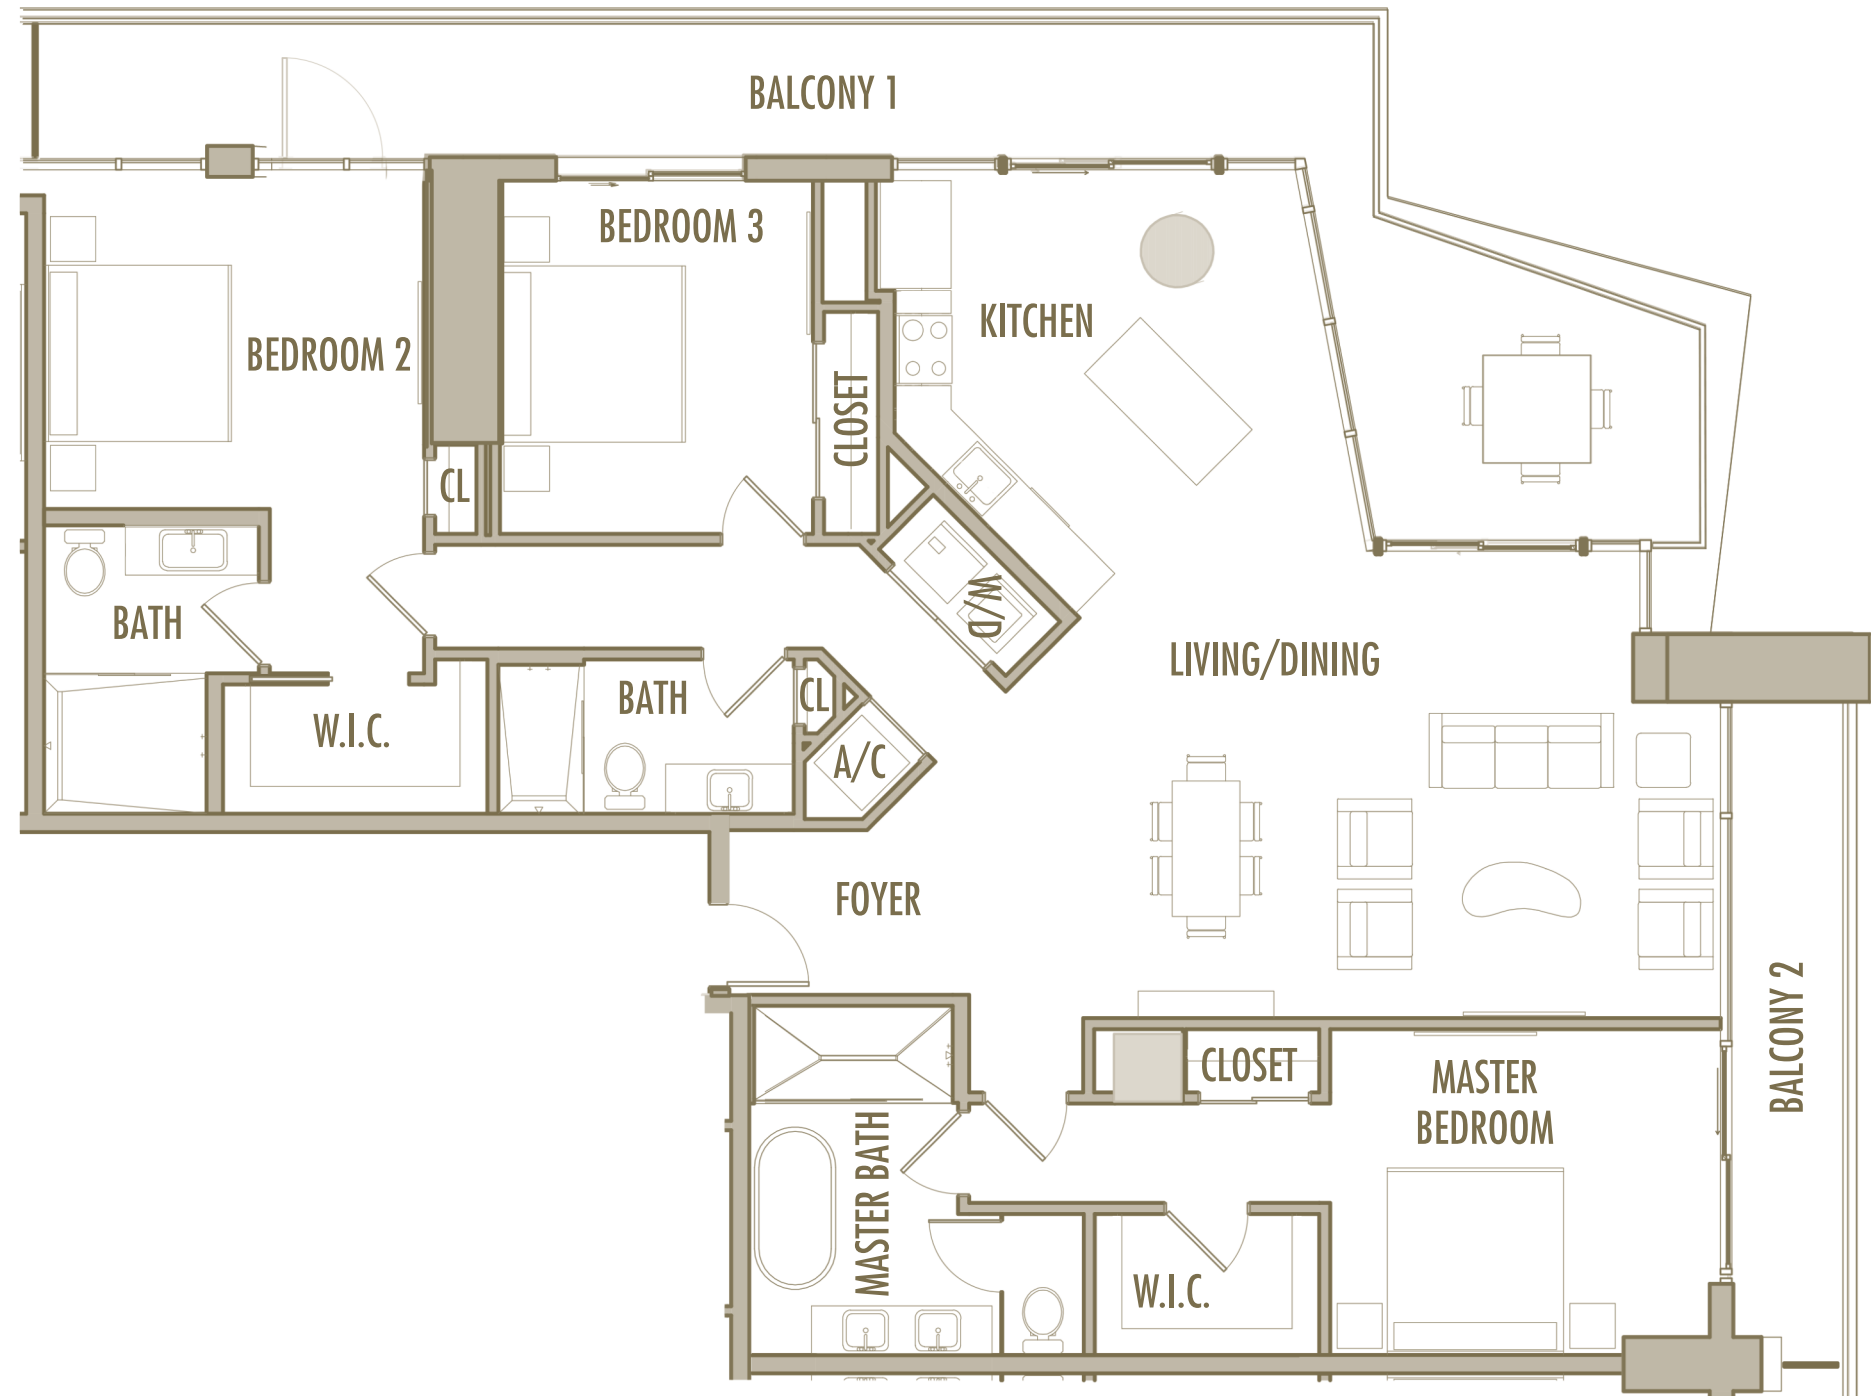 BALCONY 1
BEDROOM 3
BEDROOM 2
KITCHEN
CLOSET
CL
W/D
BATH
LIVING/DINING
BATH
CL
W.I.C.
A/C
FOYER
BALCONY 2
CLOSET
MASTER
BEDROOM
MASTER BATH
W.I.C.